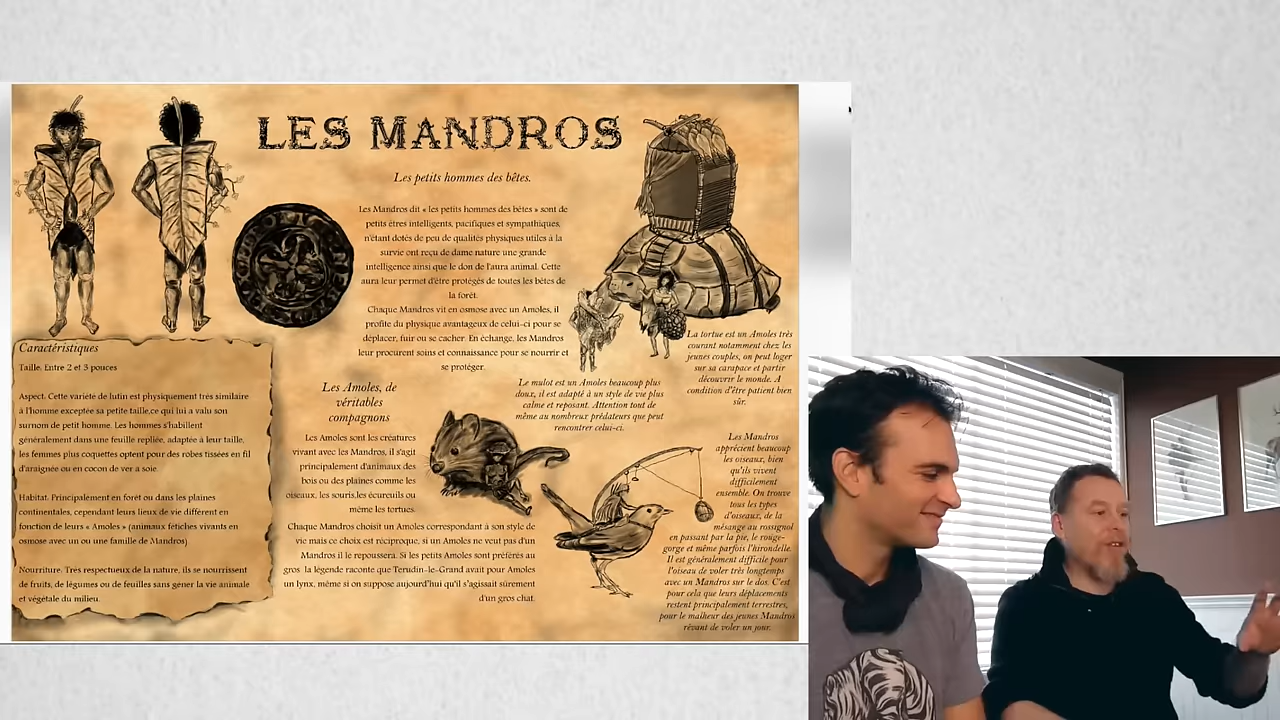 LES MANDROS
Les petits hommes des bêtes.
Les Mandros dit « les petits hommes des bêtes » sont de
petits êtres intelligents, pacifiques et sympathiques,
n'étant dotés de peu de qualités physiques utiles à la
survie ont reçu de dame nature une grande
intelligence ainsi que le don de l'aura animal. Cette
aura leur permet d'être protégés de toutes les bêtes de
la forêt.
Chaque Mandros vit en osmose avec un Amoles, il
profite du physique avantageux de celui-ci pour se
déplacer, fuir ou se cacher. En échange, les Mandros
leur procurent soins et connaissance pour se nourrir et
se protéger.
Caractéristiques
Taille. Entre 2 et 3 pouces
Aspect. Cette variété de lutin est physiquement très similaire
à l'homme exceptée sa petite taille,ce qui lui a valu son
surnom de petit homme. Les hommes s'habillent
généralement dans une feuille repliée, adaptée à leur taille,
les femmes plus coquettes optent pour des robes tissées en fil
d'araignée ou en cocon de ver a soie.
Habitat. Principalement en forêt ou dans les plaines
continentales, cependant leurs lieux de vie diffèrent en
fonction de leurs « Amoles » (animaux fétiches vivants en
osmose avec un ou une famille de Mandros)
Nourriture. Tres respectueux de la nature, ils se nourrissent
de fruits, de légumes ou de feuilles sans gêner la vie animale
et végétale du milieu.
Les Amoles, de
véritables
compagnons
Les Amoles sont les créatures
vivant avec les Mandros, il s'agit
principalement d'animaux des
bois ou des plaines comme les
oiseaux, les souris,les écureuils ou
même les tortues.
Chaque Mandros choisit un Amoles correspondant à son style de
vie mais ce choix est réciproque, si un Amoles ne veut pas d'un
Mandros il le repoussera. Si les petits Amoles sont préférés au
gros, la légende raconte que Terudin-le-Grand avait pour Amoles
un lynx, même si on suppose aujourd'hui qu'il s'agissait sûrement
d'un gros chat.
Le mulot est un Amoles beaucoup plus
doux, il est adapté à un style de vie plus
calme et reposant. Attention tout de
même au nombreux prédateurs que peut
rencontrer celui-ci.
La tortue est un Amoles très
courant notamment chez les
jeunes couples, on peut loger
sur sa carapace et partir
découvrir le monde. A
condition d'être patient bien
sûr.
Les Mandros
apprécient beaucoup
les oiseaux, bien
qu'ils vivent
difficilement
ensemble. On trouve
tous les types
d'oiseaux, de la
mésange au rossignol
en passant par la pie, le rouge-
gorge et même parfois l'hirondelle.
Il est généralement difficile pour
l'oiseau de voler très longtemps
avec un Mandros sur le dos. C'est
pour cela que leurs déplacements
restent principalement terrestres,
pour le malheur des jeunes Mandros
rêvant de voler un jour.